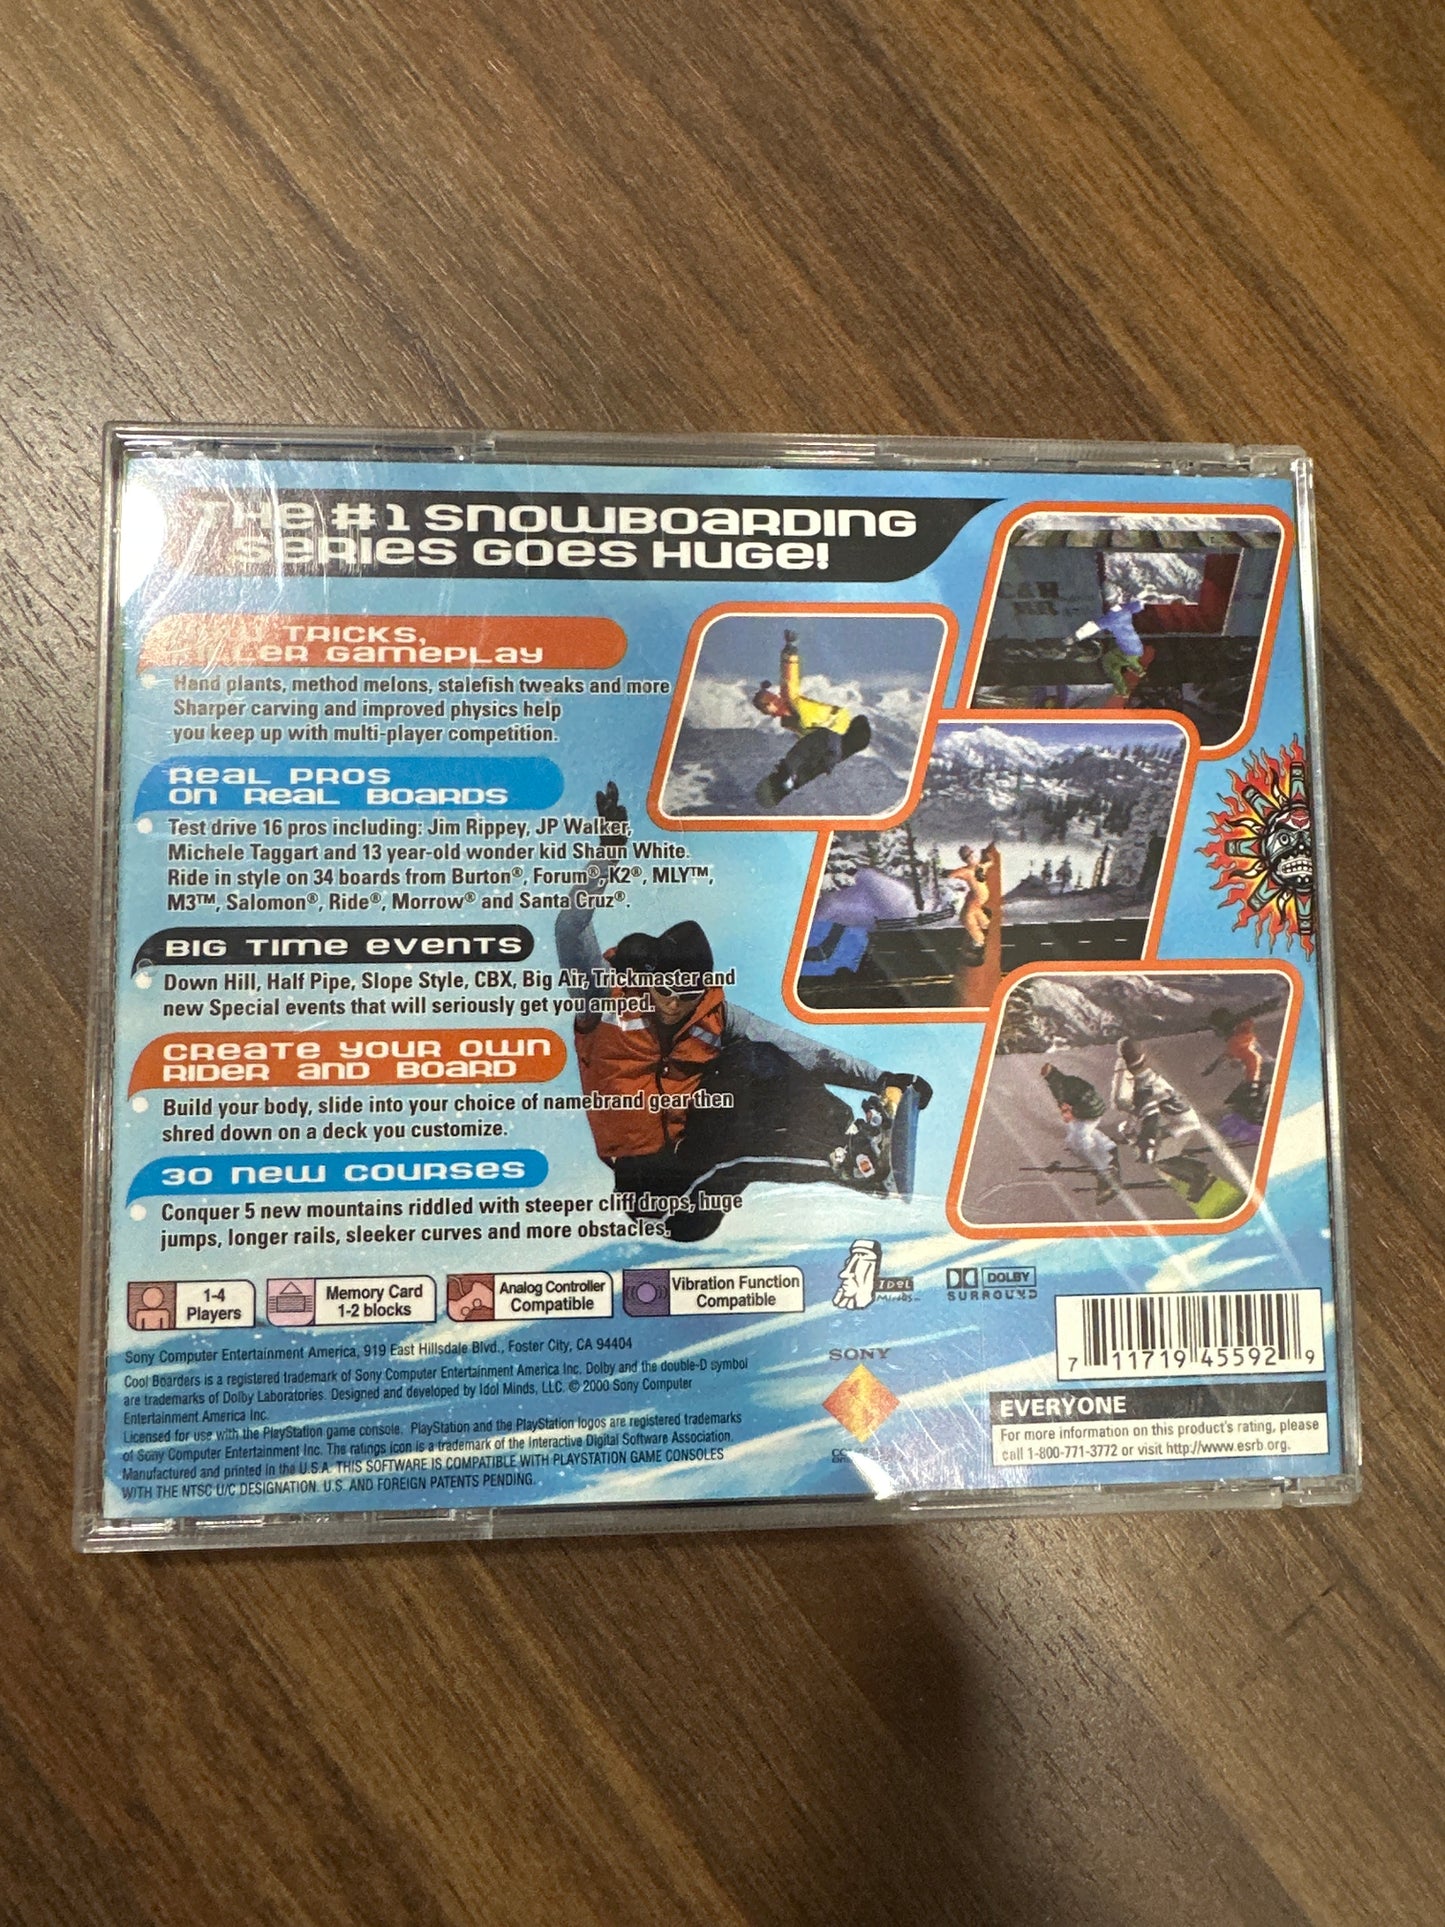 THE #1 SNOWBOARDING
SERIES GOES HUGE!
TRICKS,
GAMEPLAY
Hand plants, method melons, stalefish tweaks and more
Sharper carving and improved physics help
you keep up with multi-player competition.
REAL PROS
ON REAL BOARDS
Test drive 16 pros including: Jim Rippey, JP Walker,
Michele Taggart and 13 year-old wonder kid Shaun White.
Ride in style on 34 boards from Burton®, Forum®, K2®, MLY™,
M3™, Salomon®, Ride®, Morrow® and Santa Cruz®.
BIG TIME EVENTS
Down Hill, Half Pipe, Slope Style, CBX, Big Air, Trickmaster and
new Special events that will seriously get you amped.
CREATE YOUR OWN
RIDER AND BOARD
Build your body, slide into your choice of namebrand gear then
shred down on a deck you customize.
30 NEW COURSES
Conquer 5 new mountains riddled with steeper cliff drops, huge
jumps, longer rails, sleeker curves and more obstacles.
1-4
Players
Memory Card
1-2 blocks
Analog Controller
Compatible
Vibration Function
Compatible
IDOL
MINDS
DOLBY
SURROUND
Sony Computer Entertainment America, 919 East Hillsdale Blvd., Foster City, CA 94404
Cool Boarders is a registered trademark of Sony Computer Entertainment America Inc. Dolby and the double-D symbol
are trademarks of Dolby Laboratories. Designed and developed by Idol Minds, LLC. © 2000 Sony Computer
Entertainment America Inc.
Licensed for use with the PlayStation game console. PlayStation and the PlayStation logos are registered trademarks
of Sony Computer Entertainment Inc. The ratings icon is a trademark of the Interactive Digital Software Association.
Manufactured and printed in the U.S.A. THIS SOFTWARE IS COMPATIBLE WITH PLAYSTATION GAME CONSOLES
WITH THE NTSC U/C DESIGNATION. U.S. AND FOREIGN PATENTS PENDING.
SONY
7 11719 45592 9
EVERYONE
For more information on this product's rating, please
call 1-800-771-3772 or visit http://www.esrb.org.